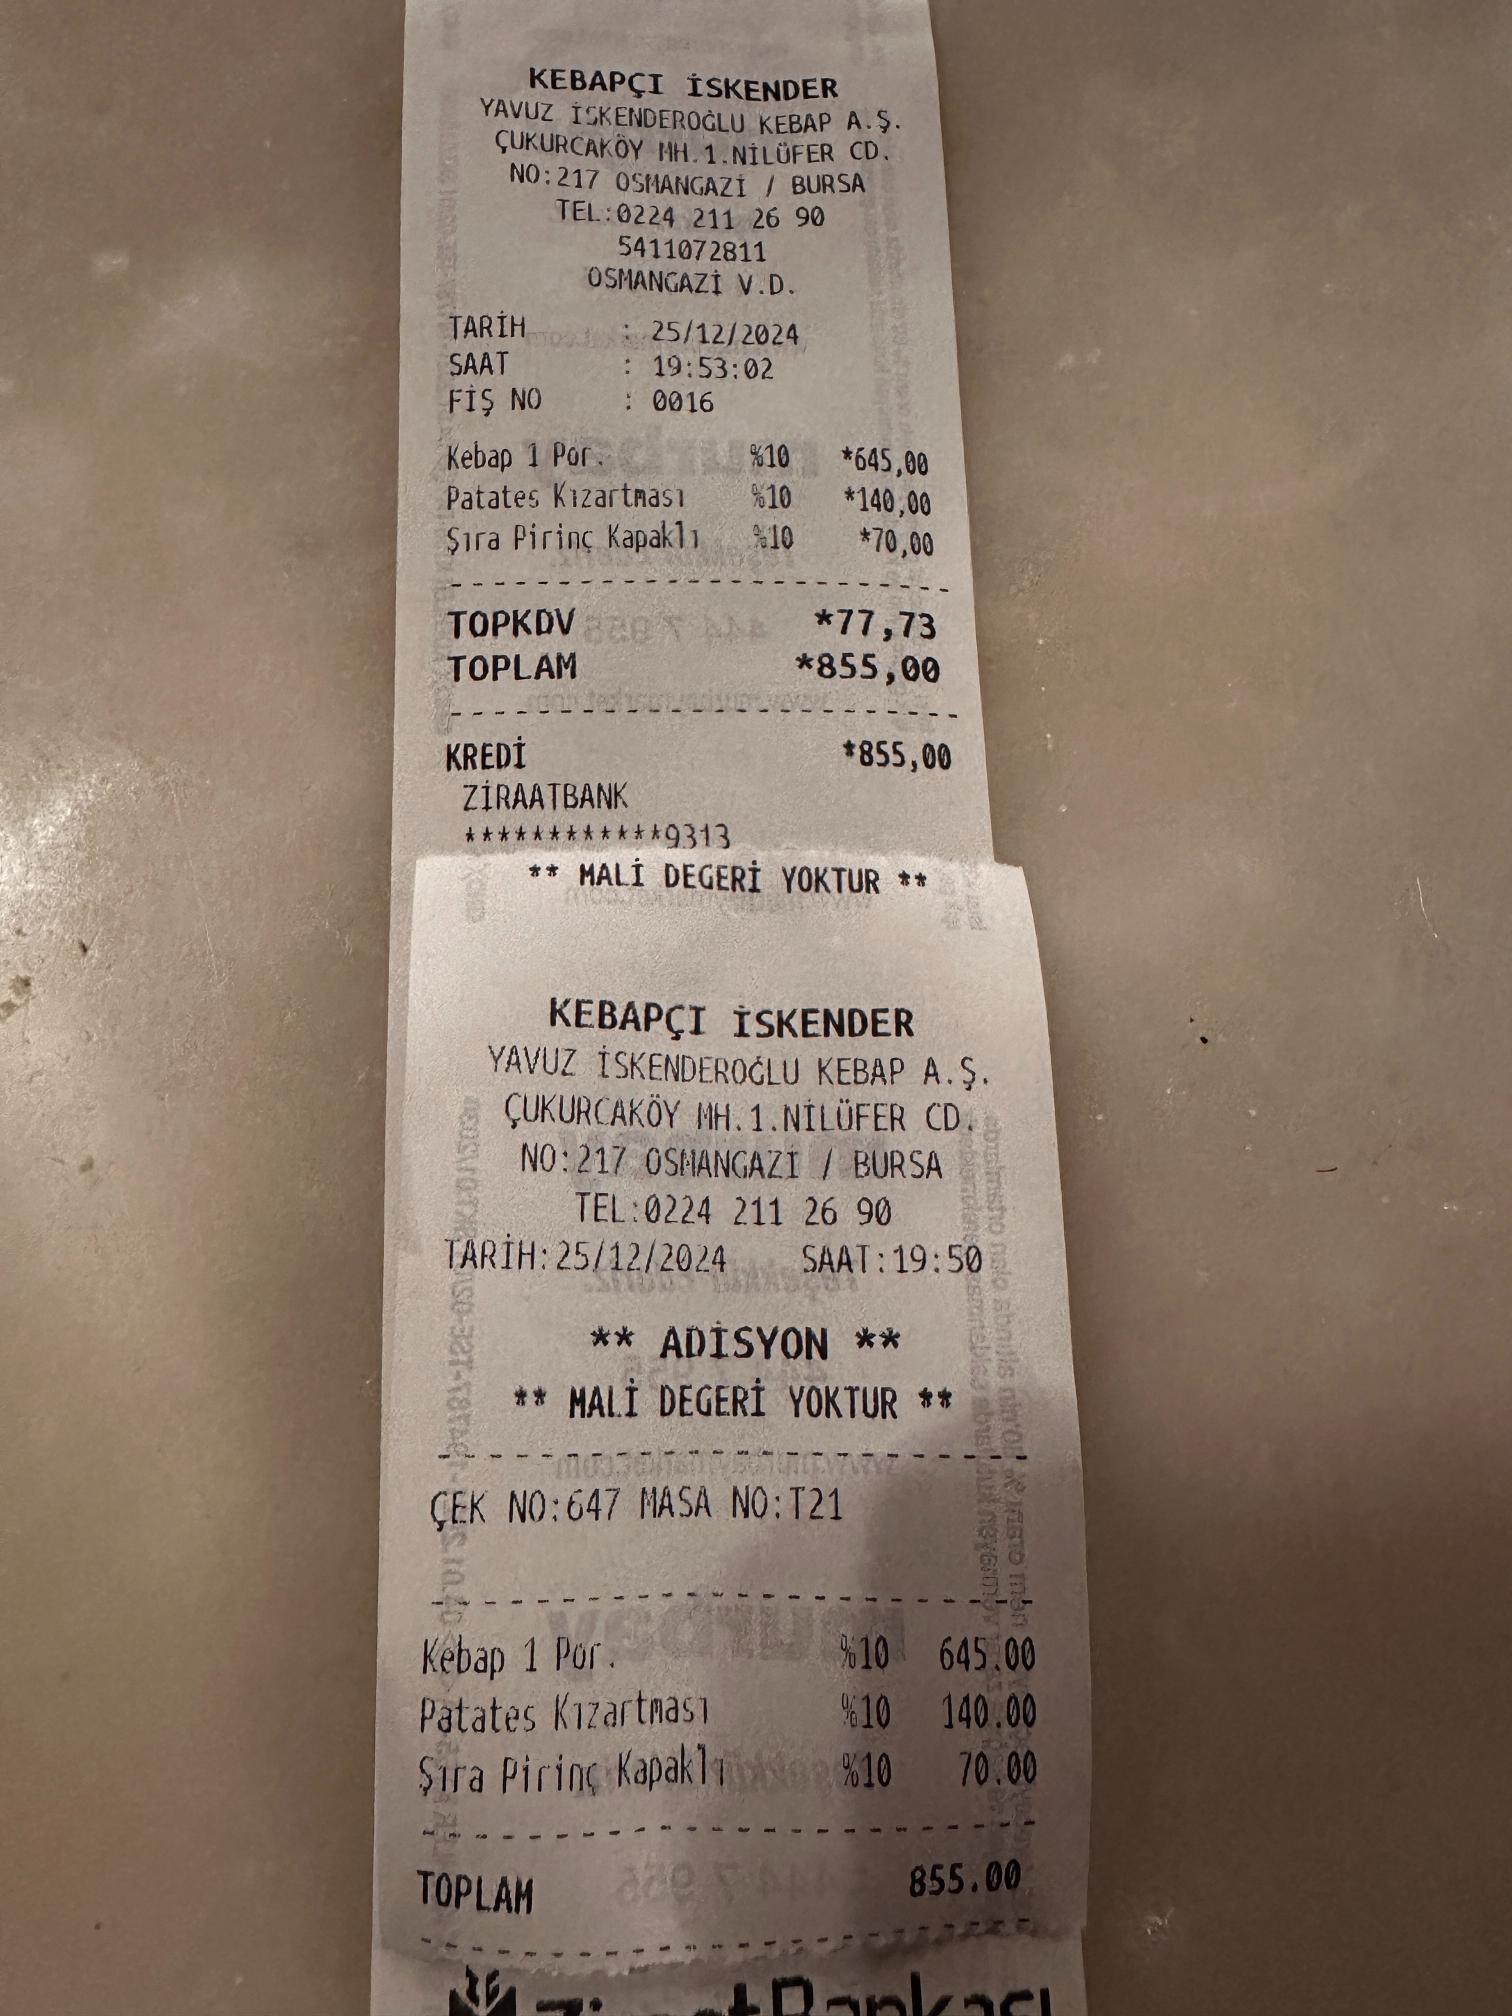 KEBAPÇI İSKENDER
YAVUZ İSKENDEROĞLU KEBAP A.Ş.
ÇUKURCAKÖY MH.1.NİLÜFER CD.
NO:217 OSMANGAZİ / BURSA
TEL:0224 211 26 90
5411072811
OSMANGAZİ V.D.
TARİH : 25/12/2024
SAAT : 19:53:02
FİŞ NO : 0016
Kebap 1 Por. %10 *645,00
Patates Kızartması %10 *140,00
Şıra Pirinç Kapaklı %10 *70,00
TOPKDV *77,73
TOPLAM *855,00
KREDİ *855,00
ZİRAATBANK
************9313
** MALİ DEGERİ YOKTUR **
KEBAPÇI İSKENDER
YAVUZ İSKENDEROĞLU KEBAP A.Ş.
ÇUKURCAKÖY MH.1.NİLÜFER CD.
NO:217 OSMANGAZİ / BURSA
TEL:0224 211 26 90
TARİH:25/12/2024 SAAT:19:50
** ADİSYON **
** MALİ DEGERİ YOKTUR **
ÇEK NO:647 MASA NO:T21
Kebap 1 Por. %10 645.00
Patates Kızartması %10 140.00
Şıra Pirinç Kapaklı %10 70.00
TOPLAM 855.00
Ziraat Bankası